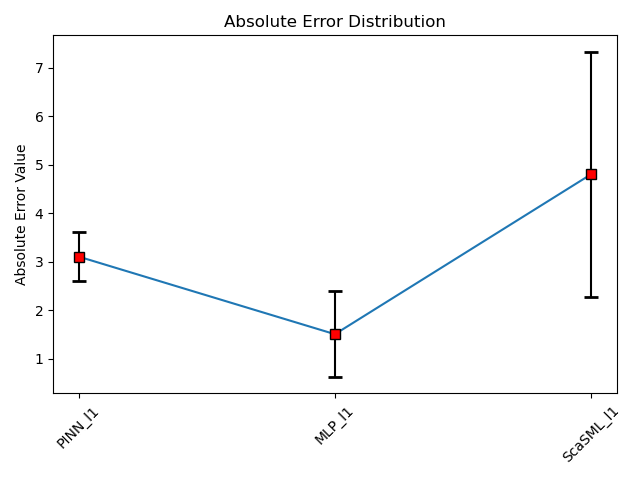 Absolute Error Distribution
Absolute Error Value
7
6
5
4
3
2
1
PINN_l1
MLP_l1
ScaSML_l1